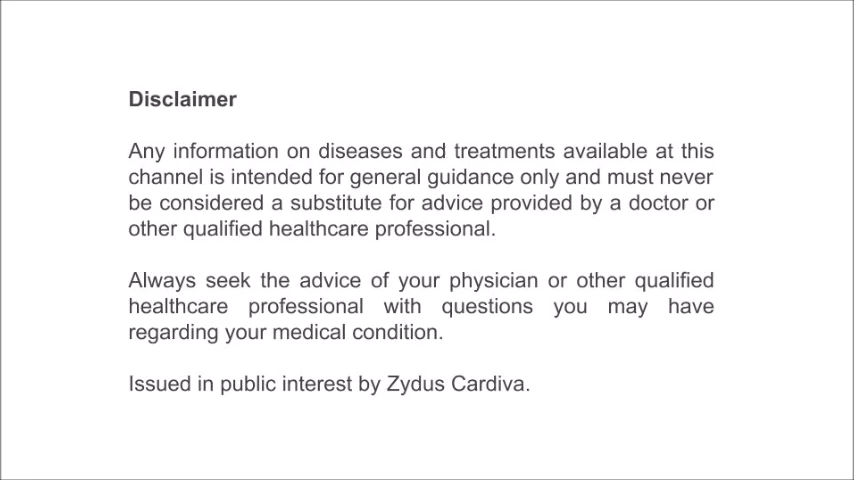 Disclaimer
Any information on diseases and treatments available at this
channel is intended for general guidance only and must never
be considered a substitute for advice provided by a doctor or
other qualified healthcare professional.
Always seek the advice of your physician or other qualified
healthcare professional with questions you may have
regarding your medical condition.
Issued in public interest by Zydus Cardiva.